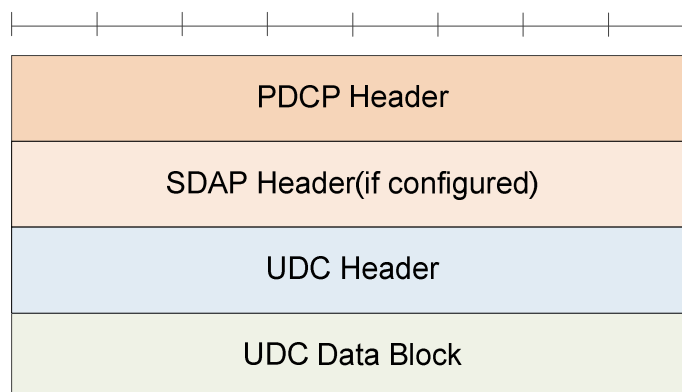 PDCP Header
SDAP Header(if configured)
UDC Header
UDC Data Block